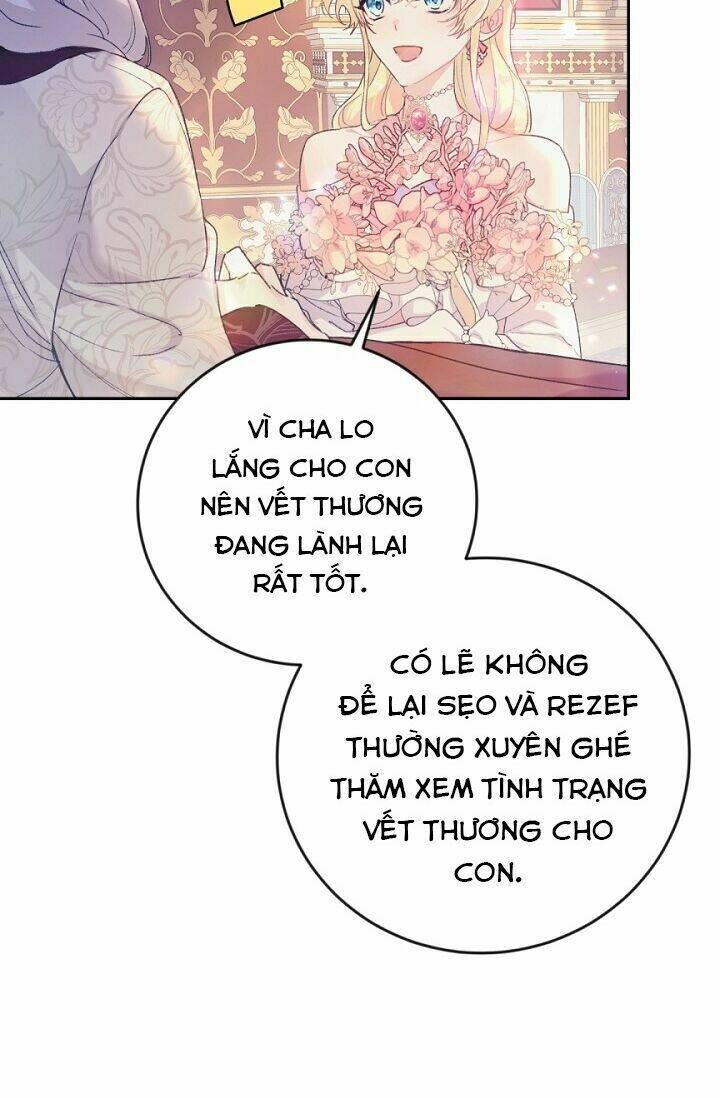 VÌ CHA LO
LẮNG CHO CON
NÊN VẾT THƯƠNG
ĐANG LÀNH LẠI
RẤT TỐT.
CÓ LẼ KHÔNG
ĐỂ LẠI SẸO VÀ REZEF
THƯỜNG XUYÊN GHÉ
THĂM XEM TÌNH TRẠNG
VẾT THƯƠNG CHO
CON.